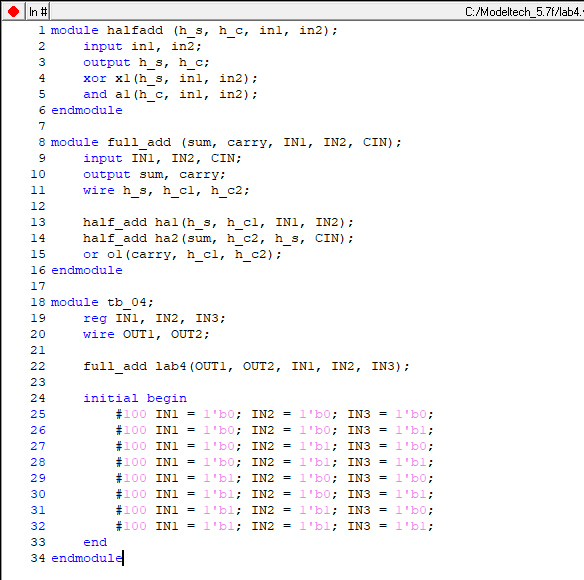 In # C:/Modeltech_5.7f/lab4.
1 module halfadd (h_s, h_c, in1, in2);
2 input in1, in2;
3 output h_s, h_c;
4 xor x1(h_s, in1, in2);
5 and a1(h_c, in1, in2);
6 endmodule
7
8 module full_add (sum, carry, IN1, IN2, CIN);
9 input IN1, IN2, CIN;
10 output sum, carry;
11 wire h_s, h_c1, h_c2;
12
13 half_add ha1(h_s, h_c1, IN1, IN2);
14 half_add ha2(sum, h_c2, h_s, CIN);
15 or o1(carry, h_c1, h_c2);
16 endmodule
17
18 module tb_04;
19 reg IN1, IN2, IN3;
20 wire OUT1, OUT2;
21
22 full_add lab4(OUT1, OUT2, IN1, IN2, IN3);
23
24 initial begin
25 #100 IN1 = 1'b0; IN2 = 1'b0; IN3 = 1'b0;
26 #100 IN1 = 1'b0; IN2 = 1'b0; IN3 = 1'b1;
27 #100 IN1 = 1'b0; IN2 = 1'b1; IN3 = 1'b0;
28 #100 IN1 = 1'b0; IN2 = 1'b1; IN3 = 1'b1;
29 #100 IN1 = 1'b1; IN2 = 1'b0; IN3 = 1'b0;
30 #100 IN1 = 1'b1; IN2 = 1'b0; IN3 = 1'b1;
31 #100 IN1 = 1'b1; IN2 = 1'b1; IN3 = 1'b0;
32 #100 IN1 = 1'b1; IN2 = 1'b1; IN3 = 1'b1;
33 end
34 endmodule